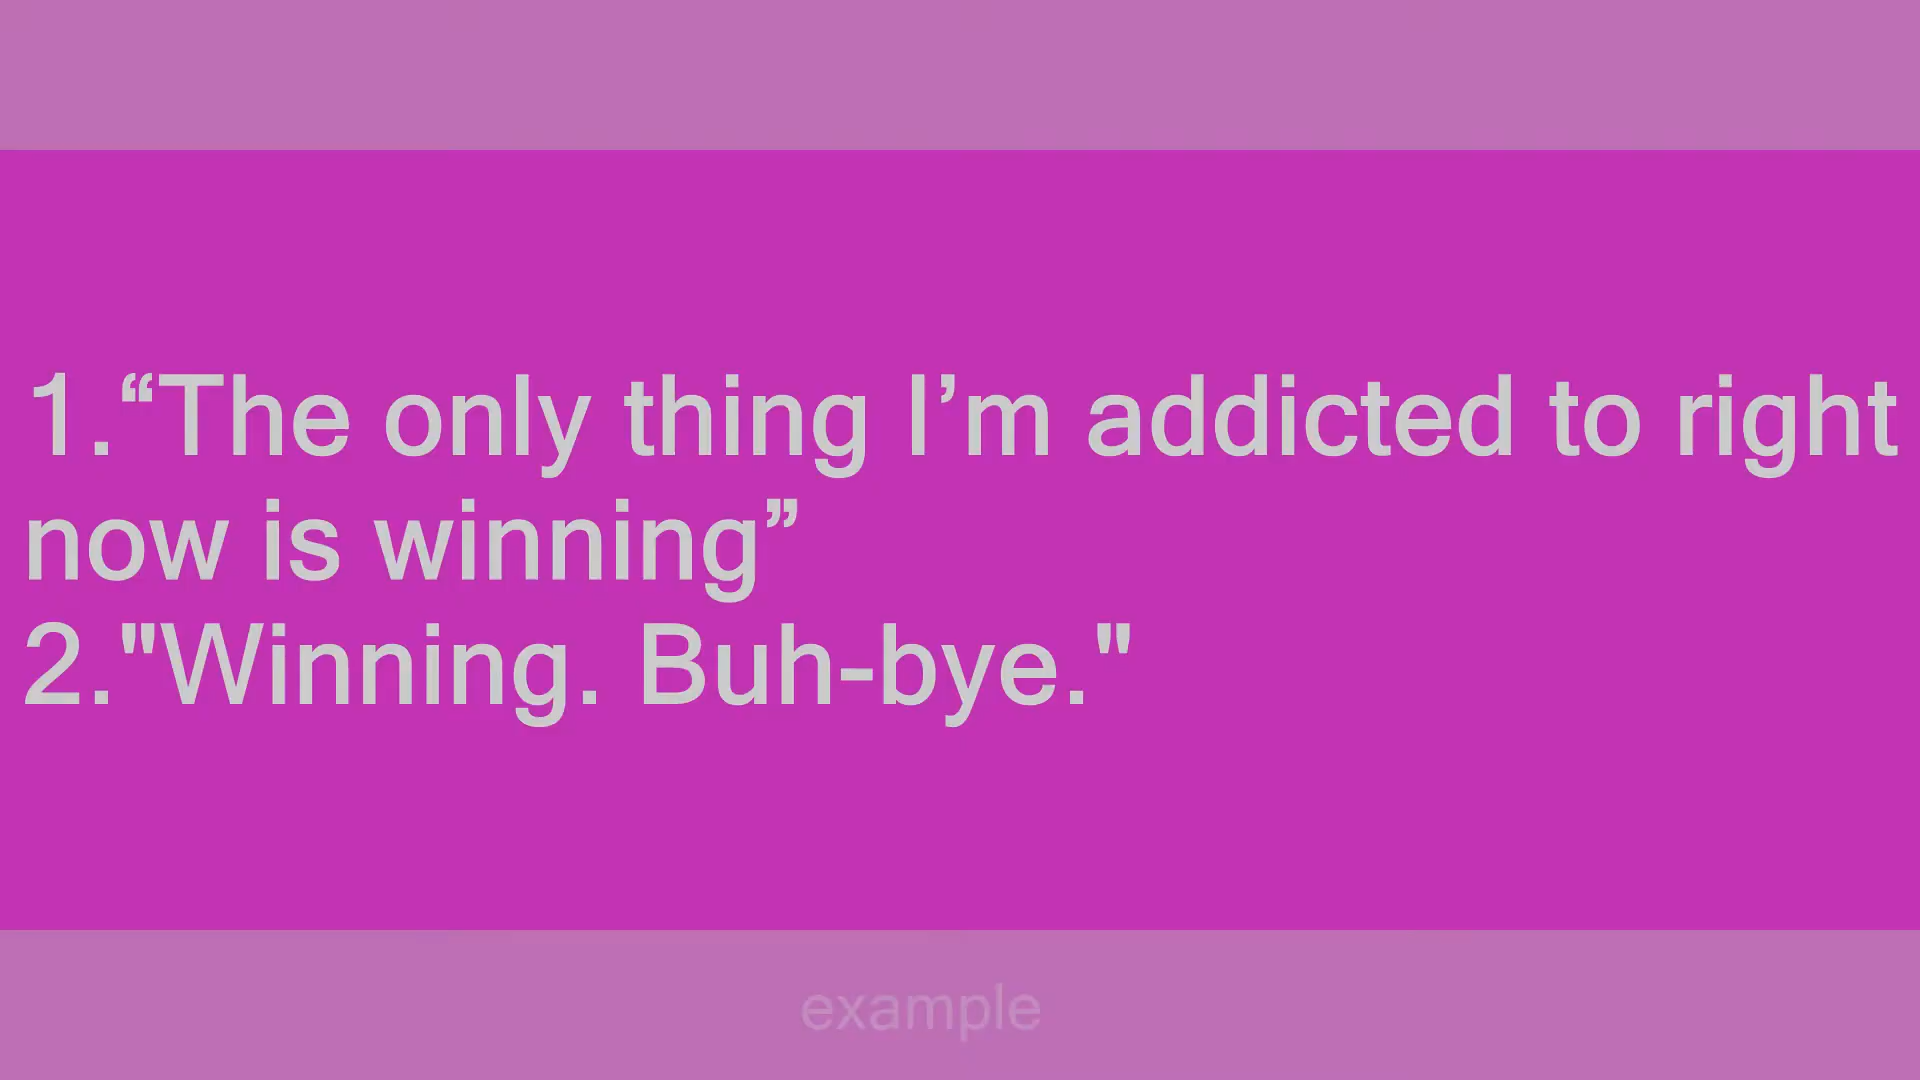 1.“The only thing I’m addicted to right
now is winning”
2."Winning. Buh-bye."
example